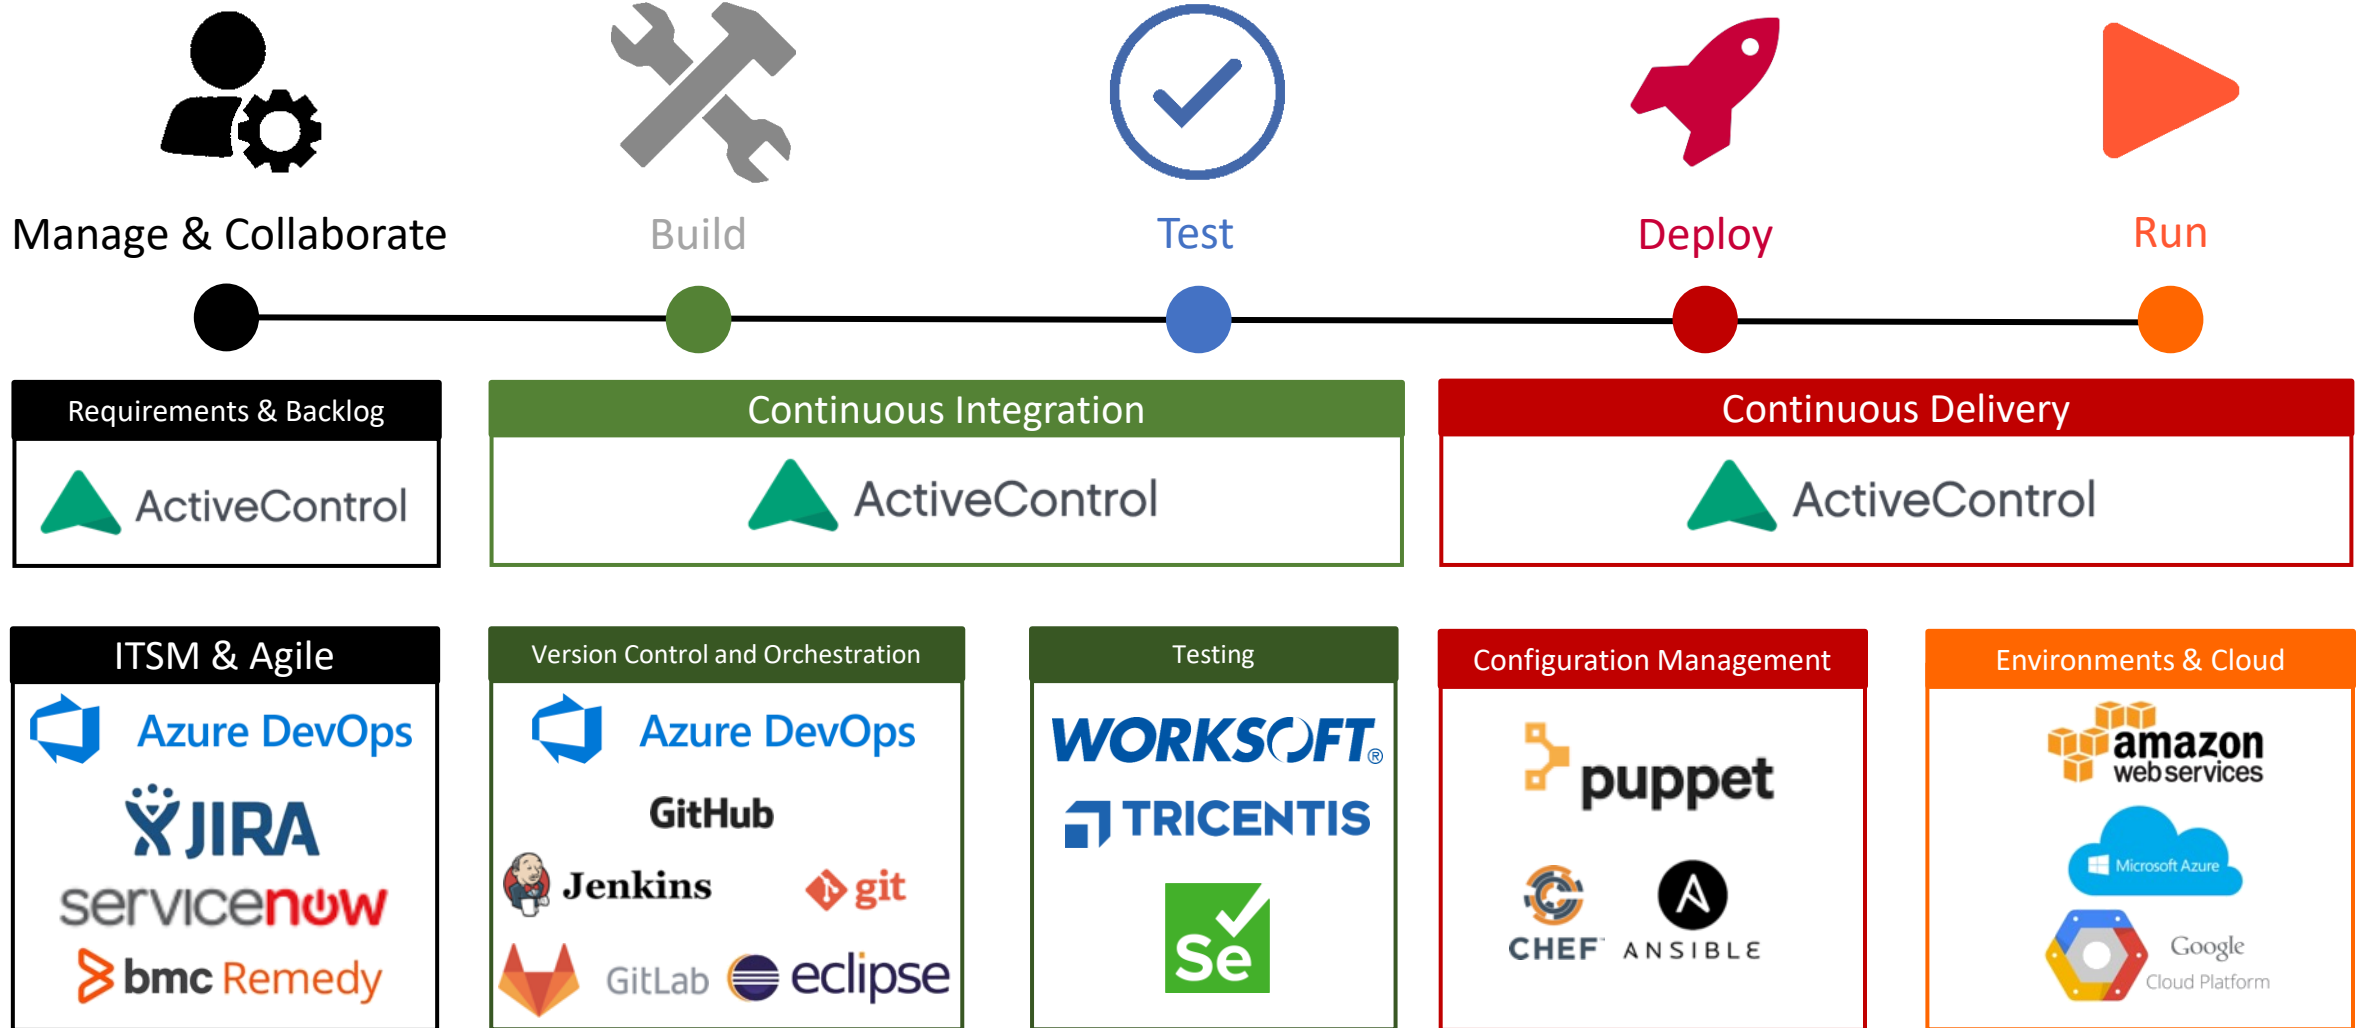 Manage & Collaborate
Build
Test
Deploy
Run
Requirements & Backlog
ActiveControl
Continuous Integration
ActiveControl
Continuous Delivery
ActiveControl
ITSM & Agile
Azure DevOps
JIRA
servicenow
bmc Remedy
Version Control and Orchestration
Azure DevOps
GitHub
Jenkins
git
GitLab
eclipse
Testing
WORKSOFT®
TRICENTIS
Se
Configuration Management
puppet
CHEF™
ANSIBLE
Environments & Cloud
amazon
web services
Microsoft Azure
Google
Cloud Platform